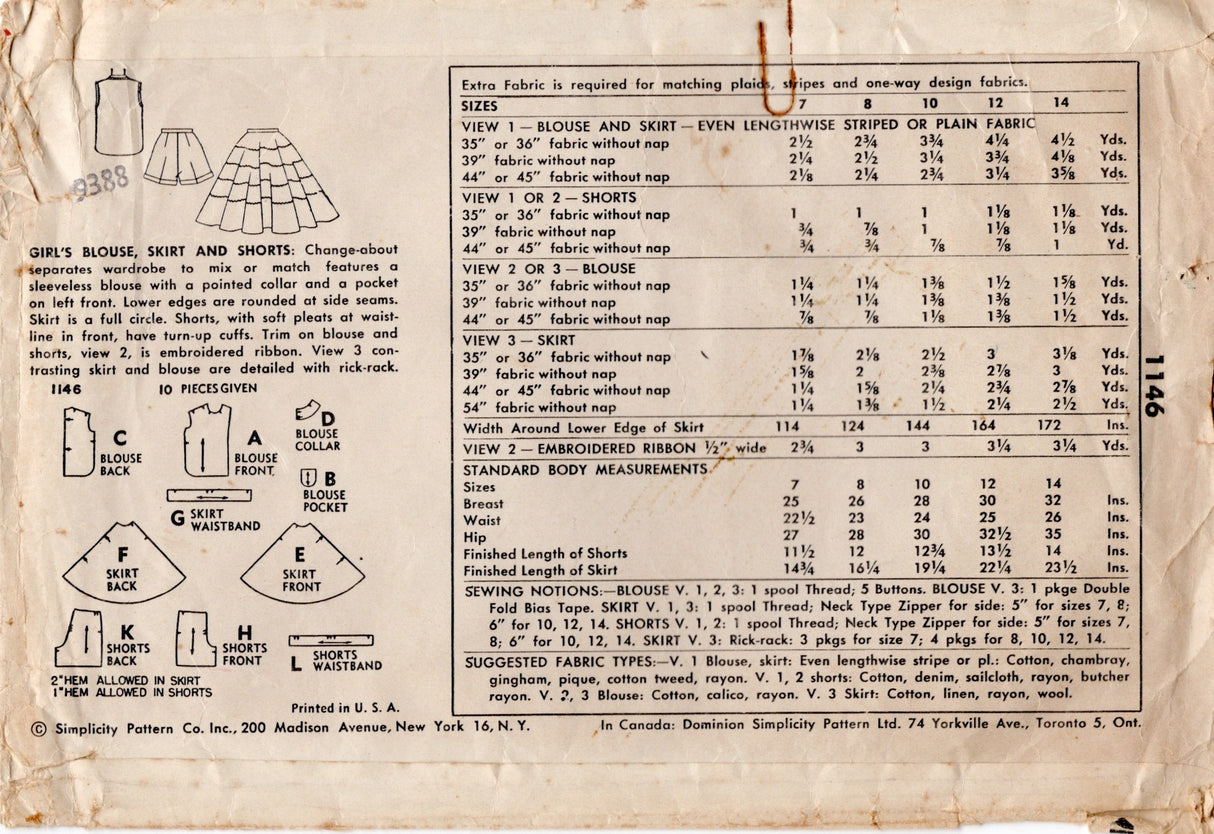 9388
GIRL'S BLOUSE, SKIRT AND SHORTS: Change-about
separates wardrobe to mix or match features a
sleeveless blouse with a pointed collar and a pocket
on left front. Lower edges are rounded at side seams.
Skirt is a full circle. Shorts, with soft pleats at waist-
line in front, have turn-up cuffs. Trim on blouse and
shorts, view 2, is embroidered ribbon. View 3 con-
trasting skirt and blouse are detailed with rick-rack.
1146 10 PIECES GIVEN
C
BLOUSE
BACK
A
BLOUSE
FRONT
D
BLOUSE
COLLAR
B
BLOUSE
POCKET
G SKIRT
WAISTBAND
F
SKIRT
BACK
E
SKIRT
FRONT
K
SHORTS
BACK
H
SHORTS
FRONT
L SHORTS
WAISTBAND
2" HEM ALLOWED IN SKIRT
1" HEM ALLOWED IN SHORTS
Printed in U. S. A.
Extra Fabric is required for matching plaids, stripes and one-way design fabrics.
SIZES 7 8 10 12 14
VIEW 1 — BLOUSE AND SKIRT — EVEN LENGTHWISE STRIPED OR PLAIN FABRIC
35" or 36" fabric without nap 2½ 2¾ 3¾ 4¼ 4½ Yds.
39" fabric without nap 2¼ 2½ 3¼ 3¾ 4⅛ Yds.
44" or 45" fabric without nap 2⅛ 2¼ 2¾ 3¼ 3⅝ Yds.
VIEW 1 OR 2 — SHORTS
35" or 36" fabric without nap 1 1 1 1⅛ 1⅛ Yds.
39" fabric without nap ¾ ⅞ 1 1⅛ 1⅛ Yds.
44" or 45" fabric without nap ¾ ¾ ⅞ ⅞ 1 Yd.
VIEW 2 OR 3 — BLOUSE
35" or 36" fabric without nap 1¼ 1¼ 1⅜ 1½ 1⅝ Yds.
39" fabric without nap 1¼ 1¼ 1⅜ 1⅜ 1½ Yds.
44" or 45" fabric without nap ⅞ ⅞ 1⅛ 1⅜ 1½ Yds.
VIEW 3 — SKIRT
35" or 36" fabric without nap 1⅞ 2⅛ 2½ 3 3⅛ Yds.
39" fabric without nap 1⅝ 2 2⅜ 2⅞ 3 Yds.
44" or 45" fabric without nap 1¼ 1⅝ 2¼ 2¾ 2⅞ Yds.
54" fabric without nap 1¼ 1⅜ 1½ 2¼ 2½ Yds.
Width Around Lower Edge of Skirt 114 124 144 164 172 Ins.
VIEW 2 — EMBROIDERED RIBBON ½" wide 2¾ 3 3 3¼ 3¼ Yds.
STANDARD BODY MEASUREMENTS
Sizes 7 8 10 12 14
Breast 25 26 28 30 32 Ins.
Waist 22½ 23 24 25 26 Ins.
Hip 27 28 30 32½ 35 Ins.
Finished Length of Shorts 11½ 12 12¾ 13½ 14 Ins.
Finished Length of Skirt 14¾ 16¼ 19¼ 22¼ 23½ Ins.
SEWING NOTIONS:—BLOUSE V. 1, 2, 3: 1 spool Thread; 5 Buttons. BLOUSE V. 3: 1 pkge Double
Fold Bias Tape. SKIRT V. 1, 3: 1 spool Thread; Neck Type Zipper for side: 5" for sizes 7, 8;
6" for 10, 12, 14. SHORTS V. 1, 2: 1 spool Thread; Neck Type Zipper for side: 5" for sizes 7,
8; 6" for 10, 12, 14. SKIRT V. 3: Rick-rack: 3 pkgs for size 7; 4 pkgs for 8, 10, 12, 14.
SUGGESTED FABRIC TYPES:—V. 1 Blouse, skirt: Even lengthwise stripe or pl.: Cotton, chambray,
gingham, pique, cotton tweed, rayon. V. 1, 2 shorts: Cotton, denim, sailcloth, rayon, butcher
rayon. V. 2, 3 Blouse: Cotton, calico, rayon. V. 3 Skirt: Cotton, linen, rayon, wool.
1146
© Simplicity Pattern Co. Inc., 200 Madison Avenue, New York 16, N. Y. In Canada: Dominion Simplicity Pattern Ltd. 74 Yorkville Ave., Toronto 5, Ont.